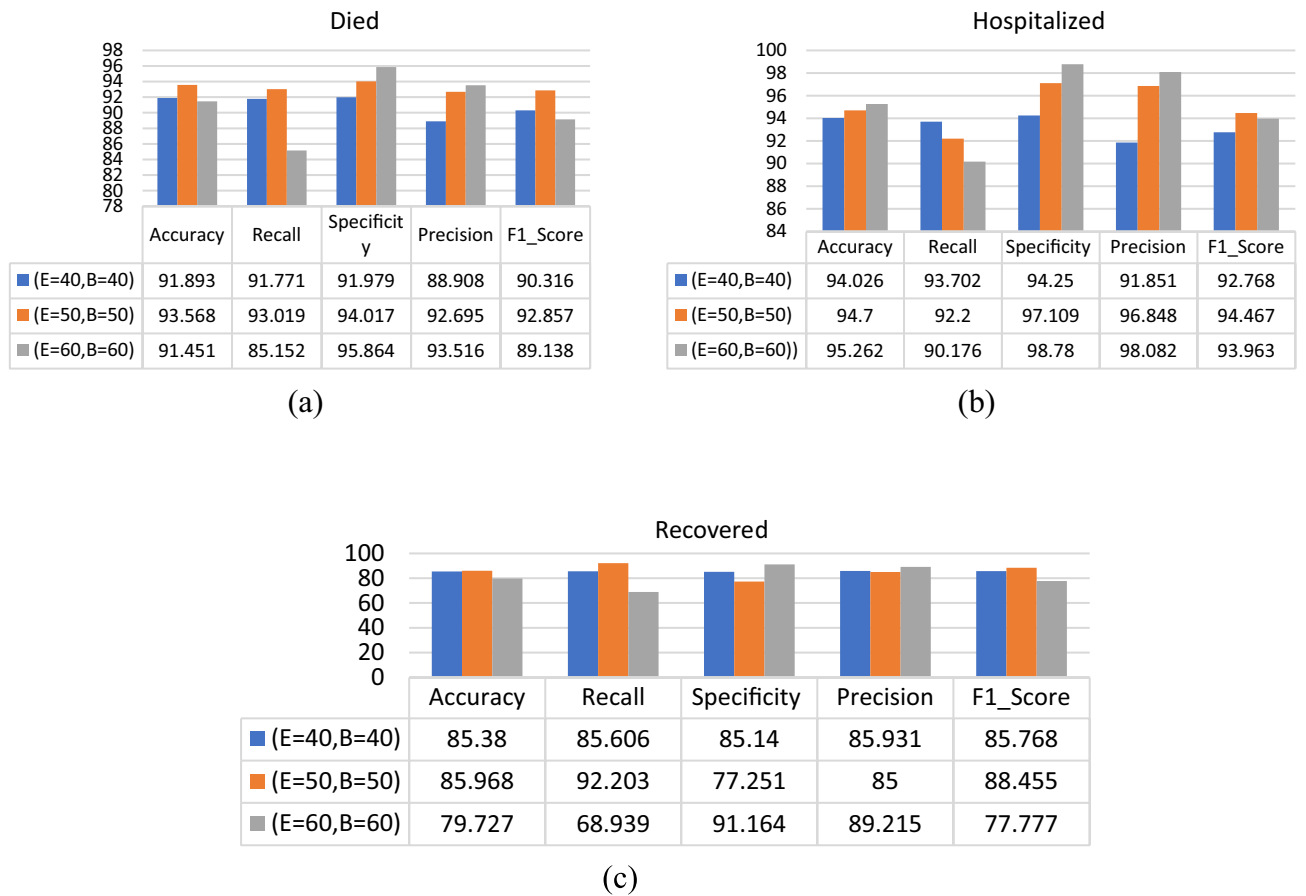 Died
98
96
94
92
90
88
86
84
82
80
78
Accuracy Recall Specificit
y Precision F1_Score
(E=40,B=40) 91.893 91.771 91.979 88.908 90.316
(E=50,B=50) 93.568 93.019 94.017 92.695 92.857
(E=60,B=60) 91.451 85.152 95.864 93.516 89.138
(a)
Hospitalized
100
98
96
94
92
90
88
86
84
Accuracy Recall Specificity Precision F1_Score
(E=40,B=40) 94.026 93.702 94.25 91.851 92.768
(E=50,B=50) 94.7 92.2 97.109 96.848 94.467
(E=60,B=60)) 95.262 90.176 98.78 98.082 93.963
(b)
Recovered
100
80
60
40
20
0
Accuracy Recall Specificity Precision F1_Score
(E=40,B=40) 85.38 85.606 85.14 85.931 85.768
(E=50,B=50) 85.968 92.203 77.251 85 88.455
(E=60,B=60) 79.727 68.939 91.164 89.215 77.777
(c)